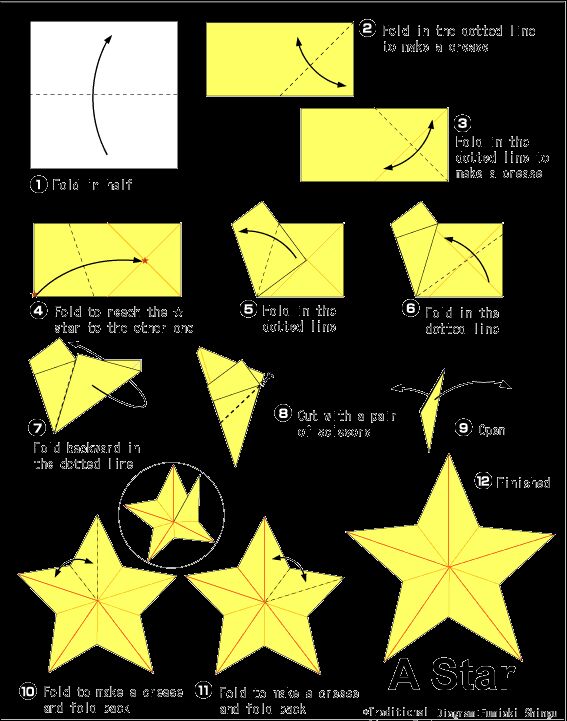 1 Fold in half
2 Fold in the dotted line
to make a crease
3
Fold in the
dotted line to
make a crease
4 Fold to reach the ☆
star to the other one
5 Fold in the
dotted line
6 Fold in the
dotted line
7
Fold backward in
the dotted line
8 Cut with a pair
of scissors
9 Open
10 Fold to make a crease
and fold back
11 Fold to make a crease
and fold back
12 Finished
A Star
©Traditional Diagram:Fumiaki Shingu